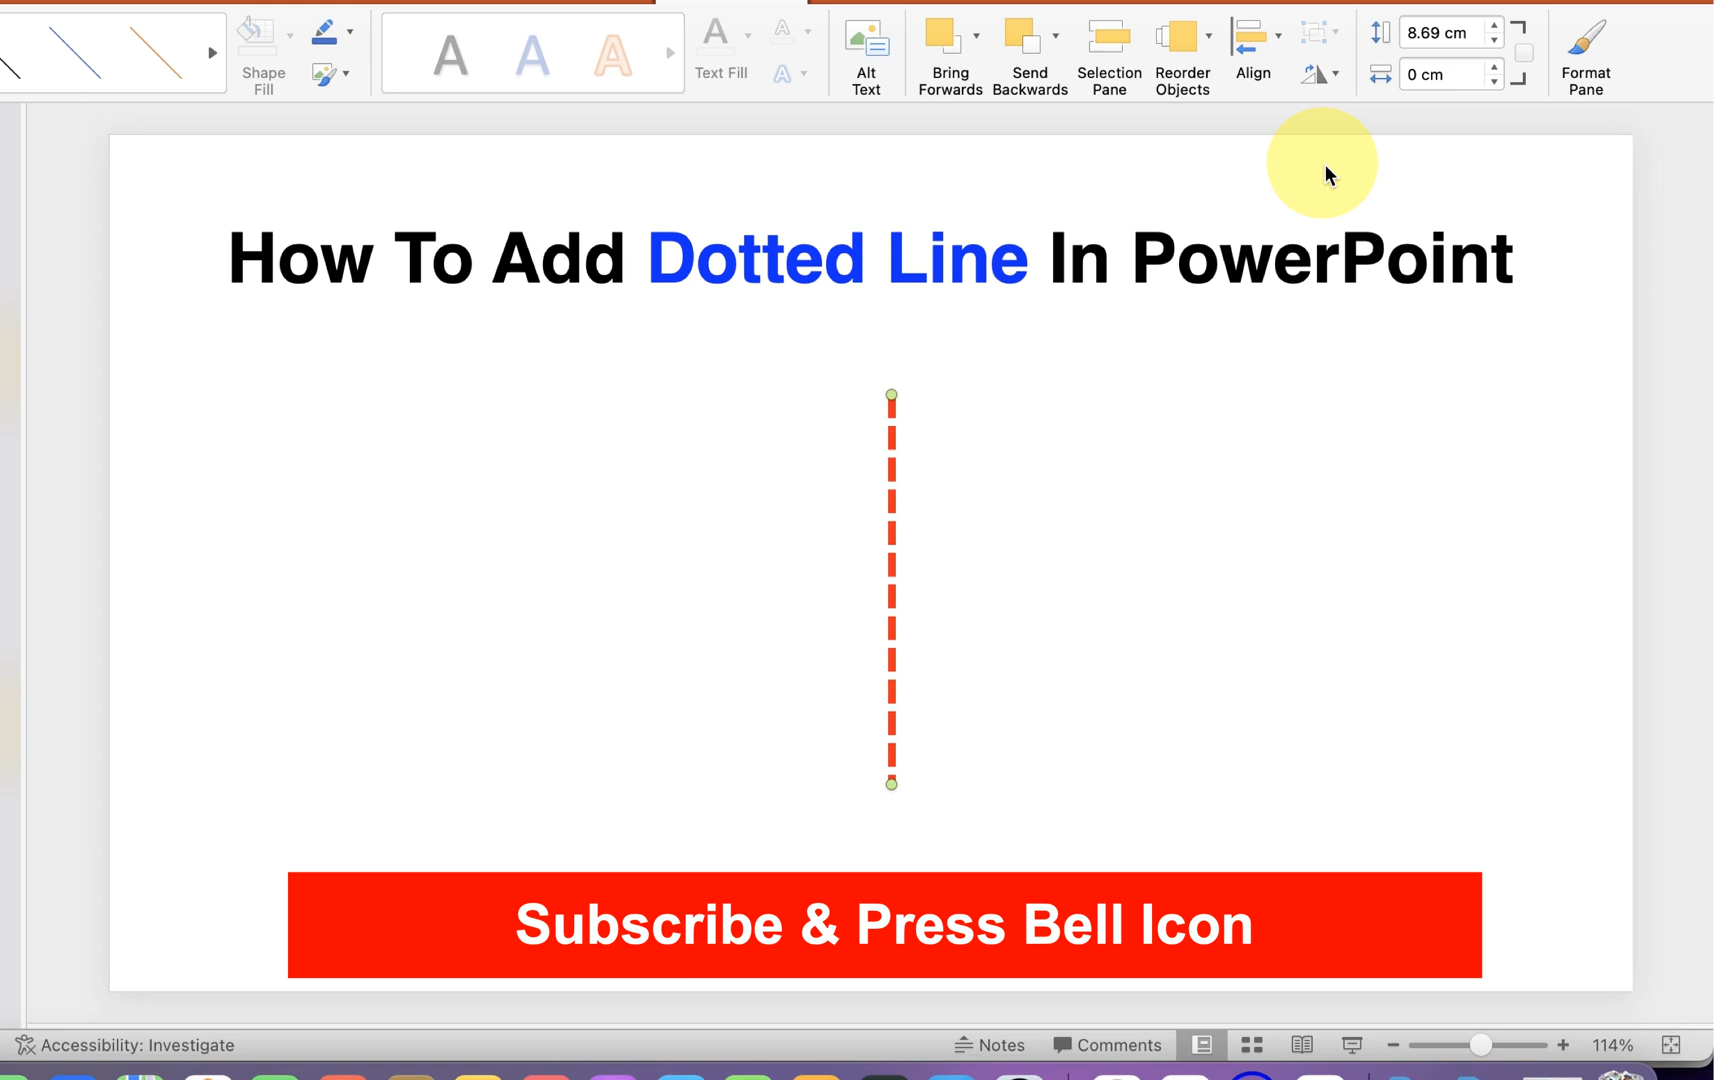 Shape
Fill
A A A
A
Text Fill
A
A
Alt
Text
Bring
Forwards
Send
Backwards
Selection
Pane
Reorder
Objects
Align
8.69 cm
0 cm
Format
Pane
How To Add Dotted Line In PowerPoint
Subscribe & Press Bell Icon
Accessibility: Investigate
Notes
Comments
114%